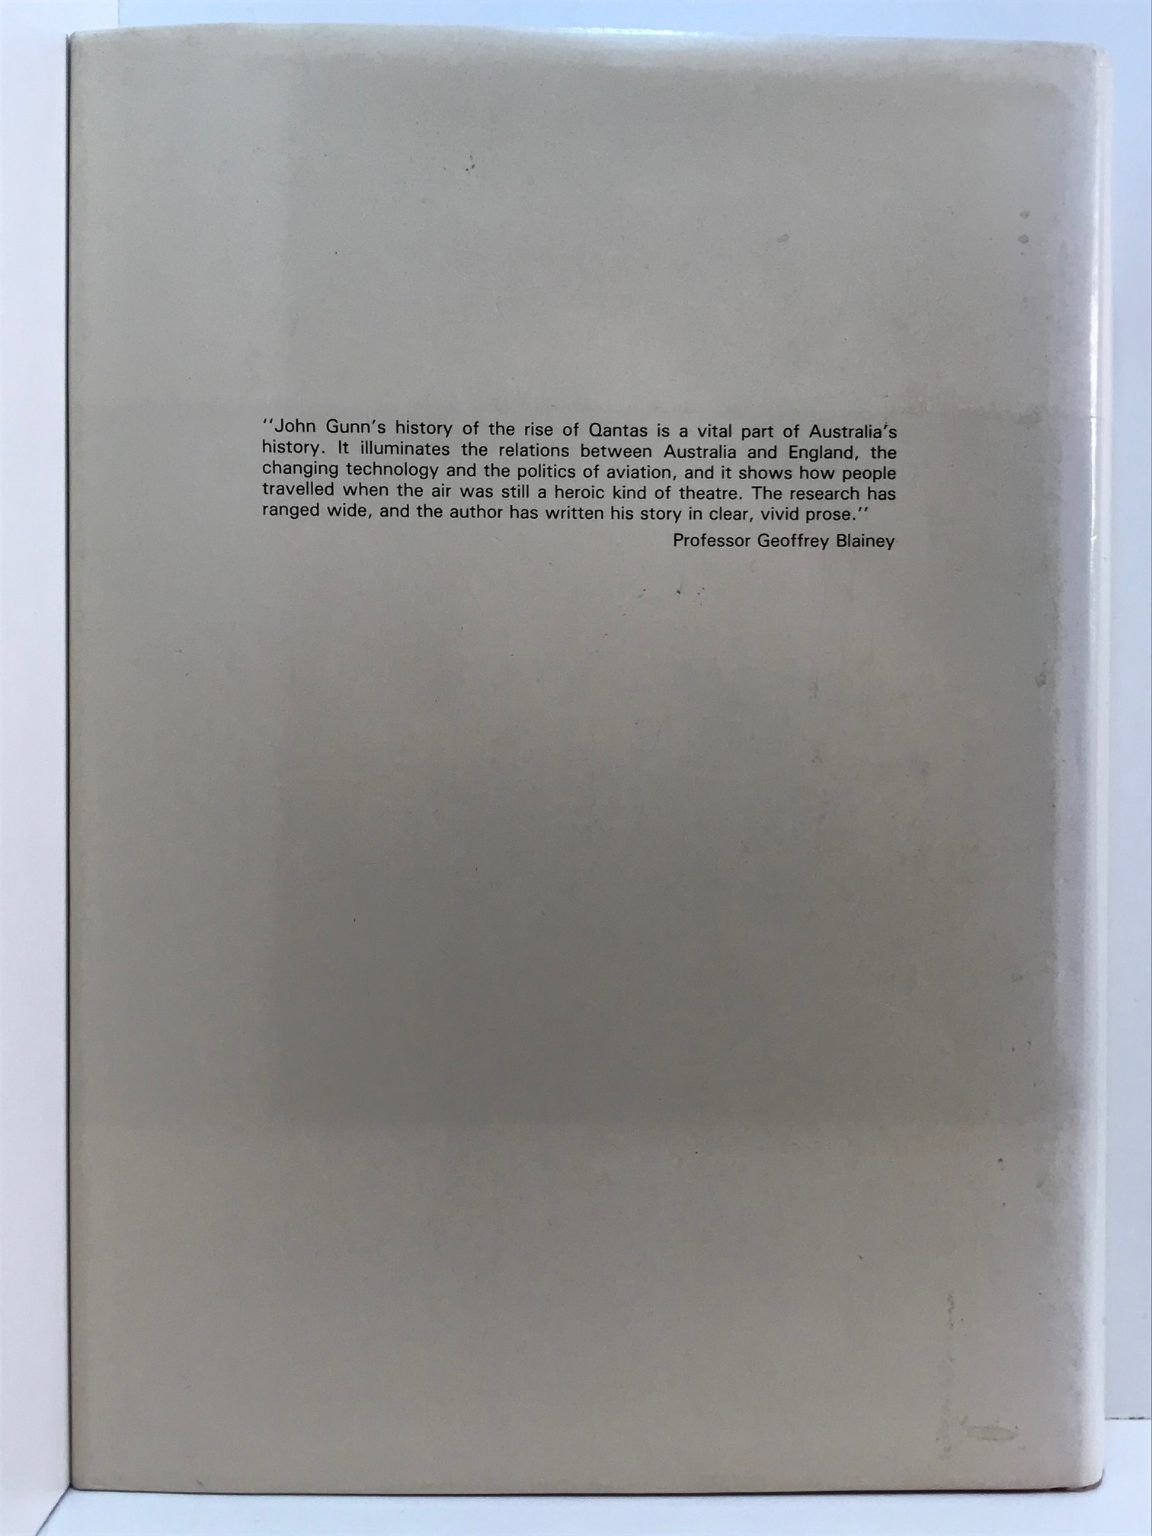 ''John Gunn's history of the rise of Qantas is a vital part of Australia's
history. It illuminates the relations between Australia and England, the
changing technology and the politics of aviation, and it shows how people
travelled when the air was still a heroic kind of theatre. The research has
ranged wide, and the author has written his story in clear, vivid prose.''
Professor Geoffrey Blainey